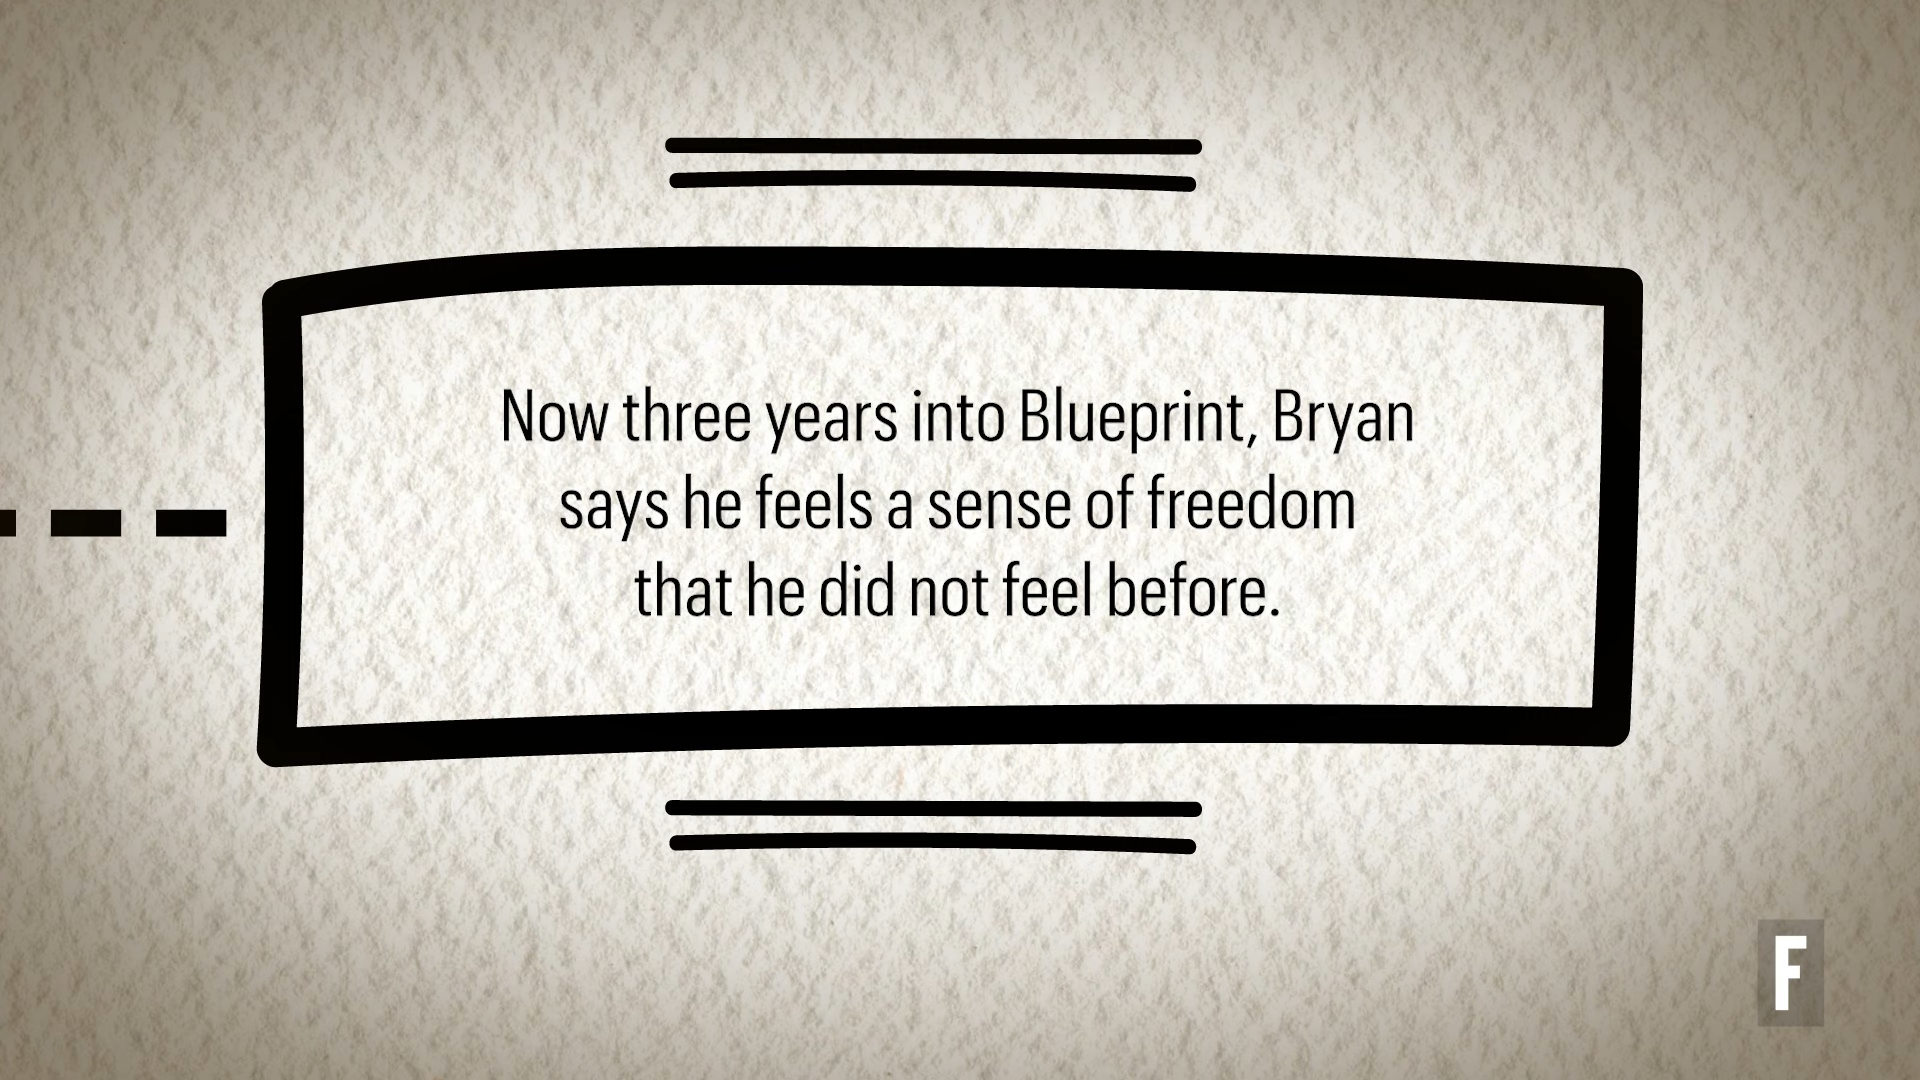 Now three years into Blueprint, Bryan
says he feels a sense of freedom
that he did not feel before.
F